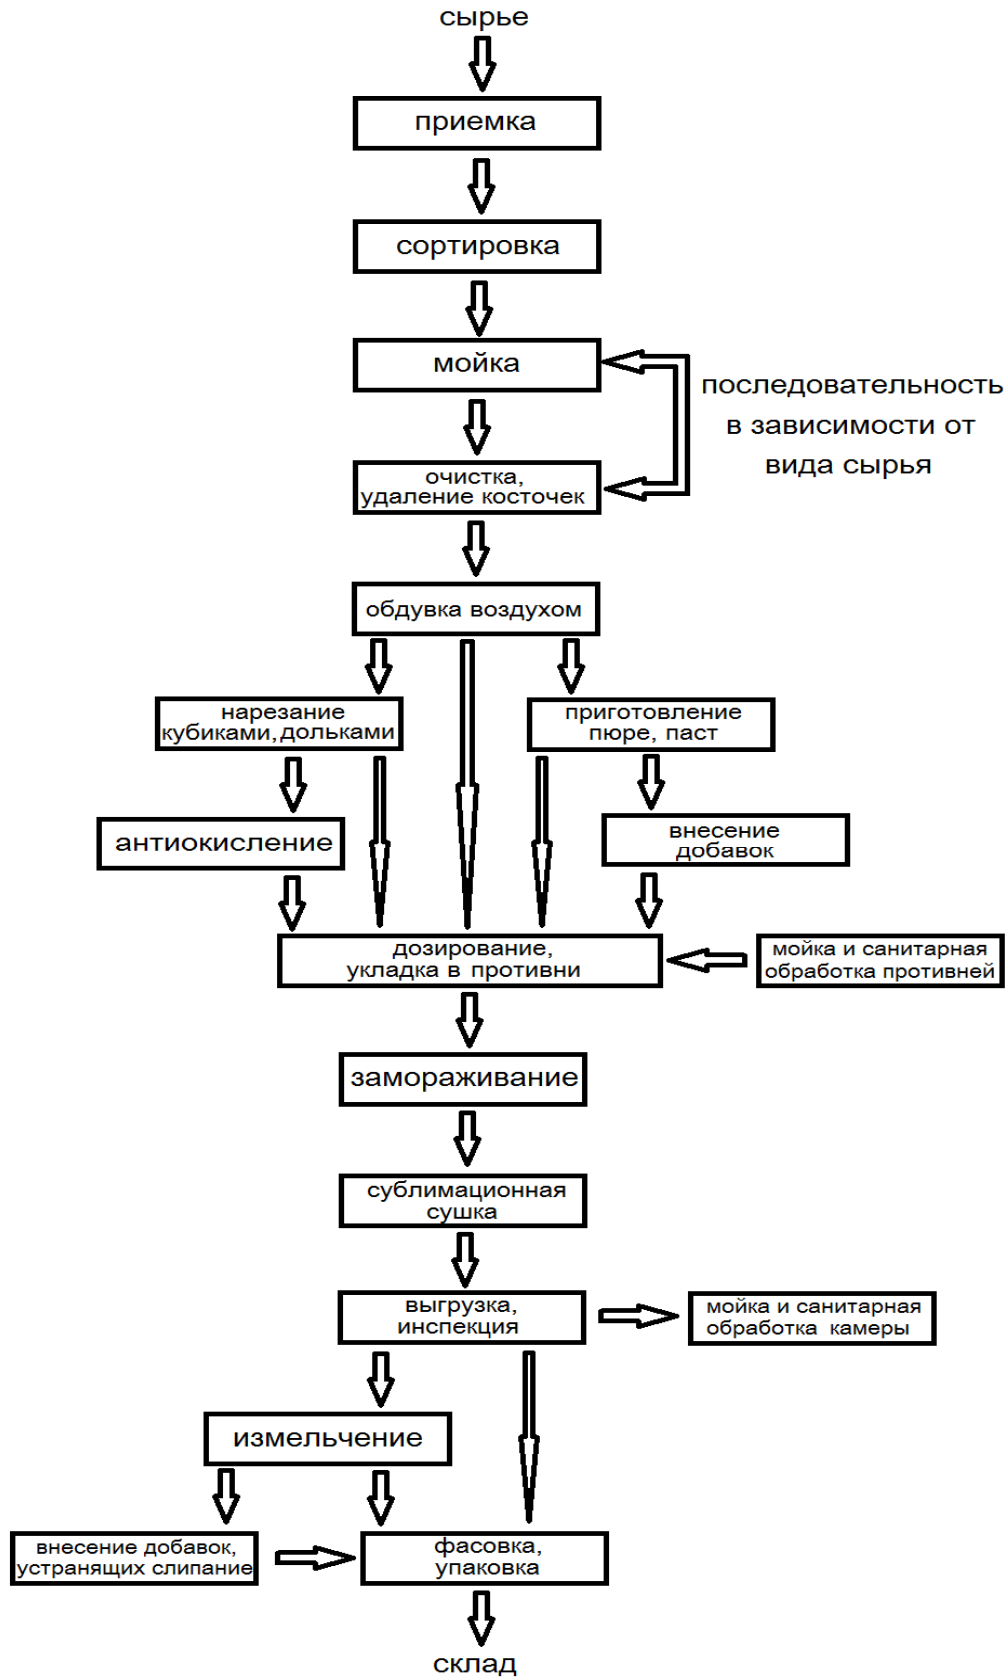 сырье
приемка
сортировка
мойка
последовательность
в зависимости от
вида сырья
очистка,
удаление косточек
обдувка воздухом
нарезание
кубиками, дольками
приготовление
пюре, паст
антиокисление
внесение
добавок
дозирование,
укладка в противни
мойка и санитарная
обработка противней
замораживание
сублимационная
сушка
выгрузка,
инспекция
мойка и санитарная
обработка камеры
измельчение
внесение добавок,
устранящих слипание
фасовка,
упаковка
склад